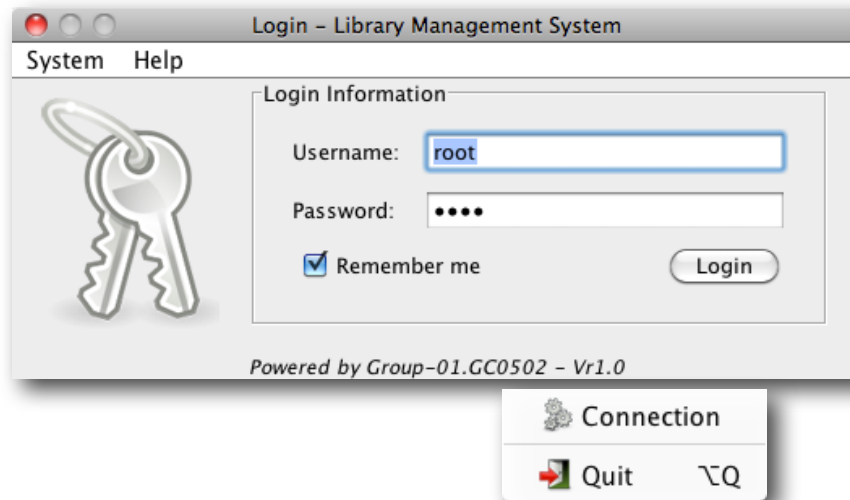 Login – Library Management System
System Help
Login Information
Username: root
Password: ••••
Remember me Login
Powered by Group-01.GC0502 – Vr1.0
Connection
Quit ⌥Q